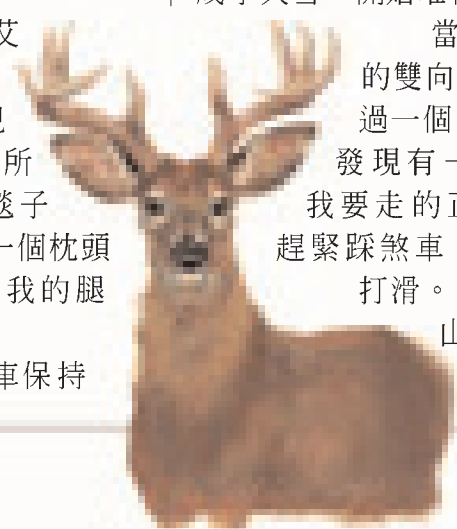 艾
所
毯子
一個枕頭
我的腿
車保持
當
的雙向
過一個
發現有一
我要走的正
趕緊踩煞車
打滑。
山